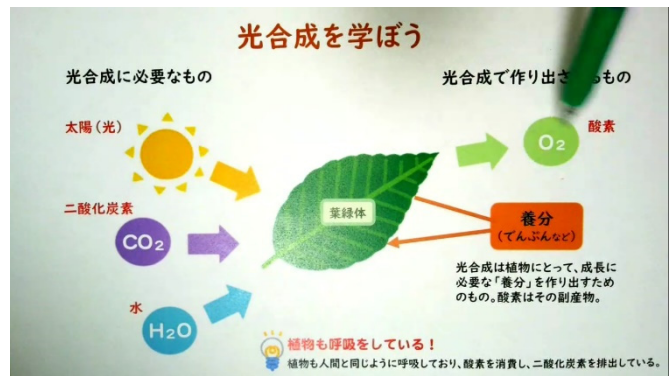 光合成を学ぼう
光合成に必要なもの
光合成で作り出さ
るもの
太陽(光)
酸素
O₂
二酸化炭素
CO₂
葉緑体
養分
(でんぷんなど)
水
H₂O
光合成は植物にとって、成長に
必要な「養分」を作り出すため
のもの。酸素はその副産物。
植物も呼吸をしている！
植物も人間と同じように呼吸しており、酸素を消費し、二酸化炭素を排出している。